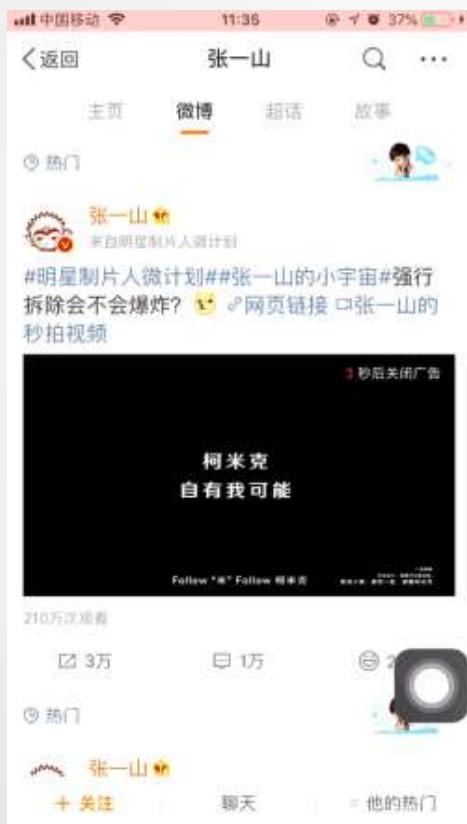 中国移动 11:36 37%
返回 张一山
主页 微博 超话 故事
热门
张一山
来自明星制片人微计划
#明星制片人微计划##张一山的小宇宙#强行
拆除会不会爆炸? 网页链接 张一山的
秒拍视频
3 秒后关闭广告
柯米克
自有我可能
Follow "米" Follow 柯米克
210万次观看
3万 1万 2
热门
张一山
+ 关注 聊天 他的热门